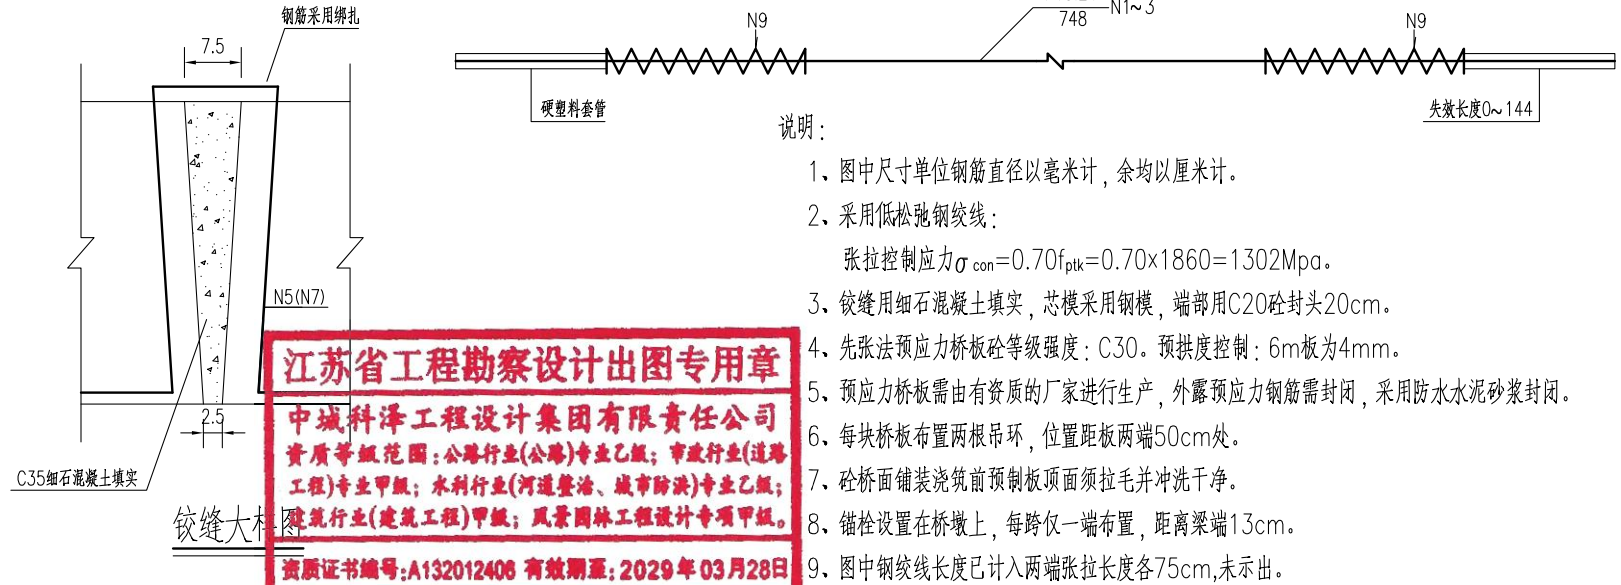 钢筋采用绑扎
7.5
N5(N7)
2.5
C35细石混凝土填实
铰缝大样图
N9
748
N1~3
N9
硬塑料套管
失效长度0~144
说明:
1、图中尺寸单位钢筋直径以毫米计,余均以厘米计。
2、采用低松弛钢绞线:
张拉控制应力σcon=0.70fptk=0.70×1860=1302Mpa。
3、铰缝用细石混凝土填实,芯模采用钢模,端部用C20砼封头20cm。
4、先张法预应力桥板砼等级强度:C30。预拱度控制:6m板为4mm。
5、预应力桥板需由有资质的厂家进行生产,外露预应力钢筋需封闭,采用防水水泥砂浆封闭。
6、每块桥板布置两根吊环,位置距板两端50cm处。
7、砼桥面铺装浇筑前预制板顶面须拉毛并冲洗干净。
8、锚栓设置在桥墩上,每跨仅一端布置,距离梁端13cm。
9、图中钢绞线长度已计入两端张拉长度各75cm,未示出。
江苏省工程勘察设计出图专用章
中城科泽工程设计集团有限责任公司
资质等级范围:公路行业(公路)专业乙级;市政行业(道路
工程)专业甲级;水利行业(河道整治、城市防洪)专业乙级;
建筑行业(建筑工程)甲级;风景园林工程设计专项甲级。
资质证书编号:A132012406 有效期至:2029年03月28日